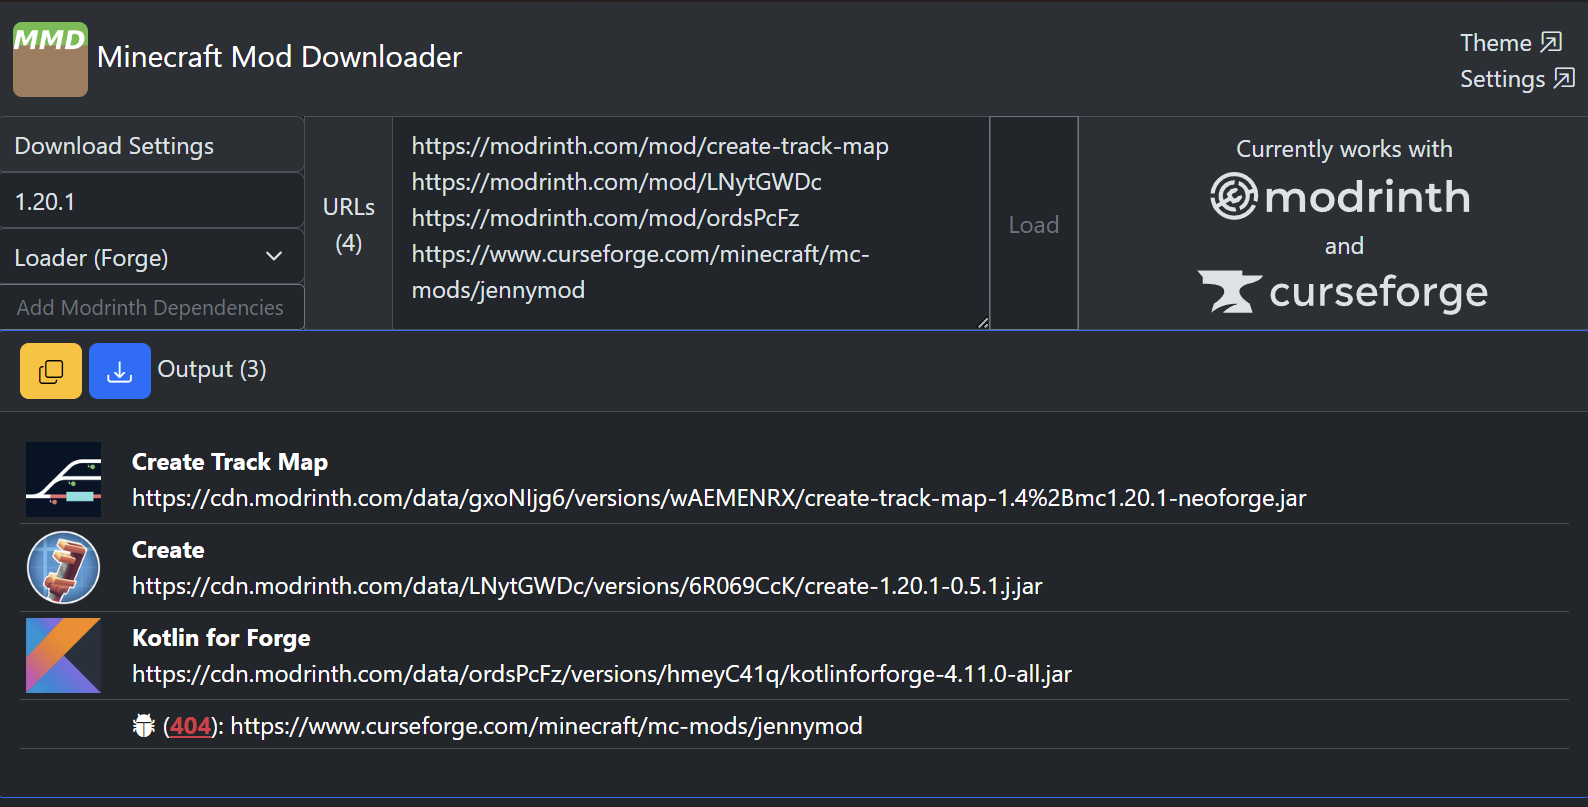 MMD
Minecraft Mod Downloader
Theme
Settings
Download Settings
1.20.1
Loader (Forge)
Add Modrinth Dependencies
URLs
(4)
https://modrinth.com/mod/create-track-map
https://modrinth.com/mod/LNytGWDc
https://modrinth.com/mod/ordsPcFz
https://www.curseforge.com/minecraft/mc-
mods/jennymod
Load
Currently works with
modrinth
and
curseforge
Output (3)
Create Track Map
https://cdn.modrinth.com/data/gxoNIjg6/versions/wAEMENRX/create-track-map-1.4%2Bmc1.20.1-neoforge.jar
Create
https://cdn.modrinth.com/data/LNytGWDc/versions/6R069CcK/create-1.20.1-0.5.1.j.jar
Kotlin for Forge
https://cdn.modrinth.com/data/ordsPcFz/versions/hmeyC41q/kotlinforforge-4.11.0-all.jar
(404): https://www.curseforge.com/minecraft/mc-mods/jennymod